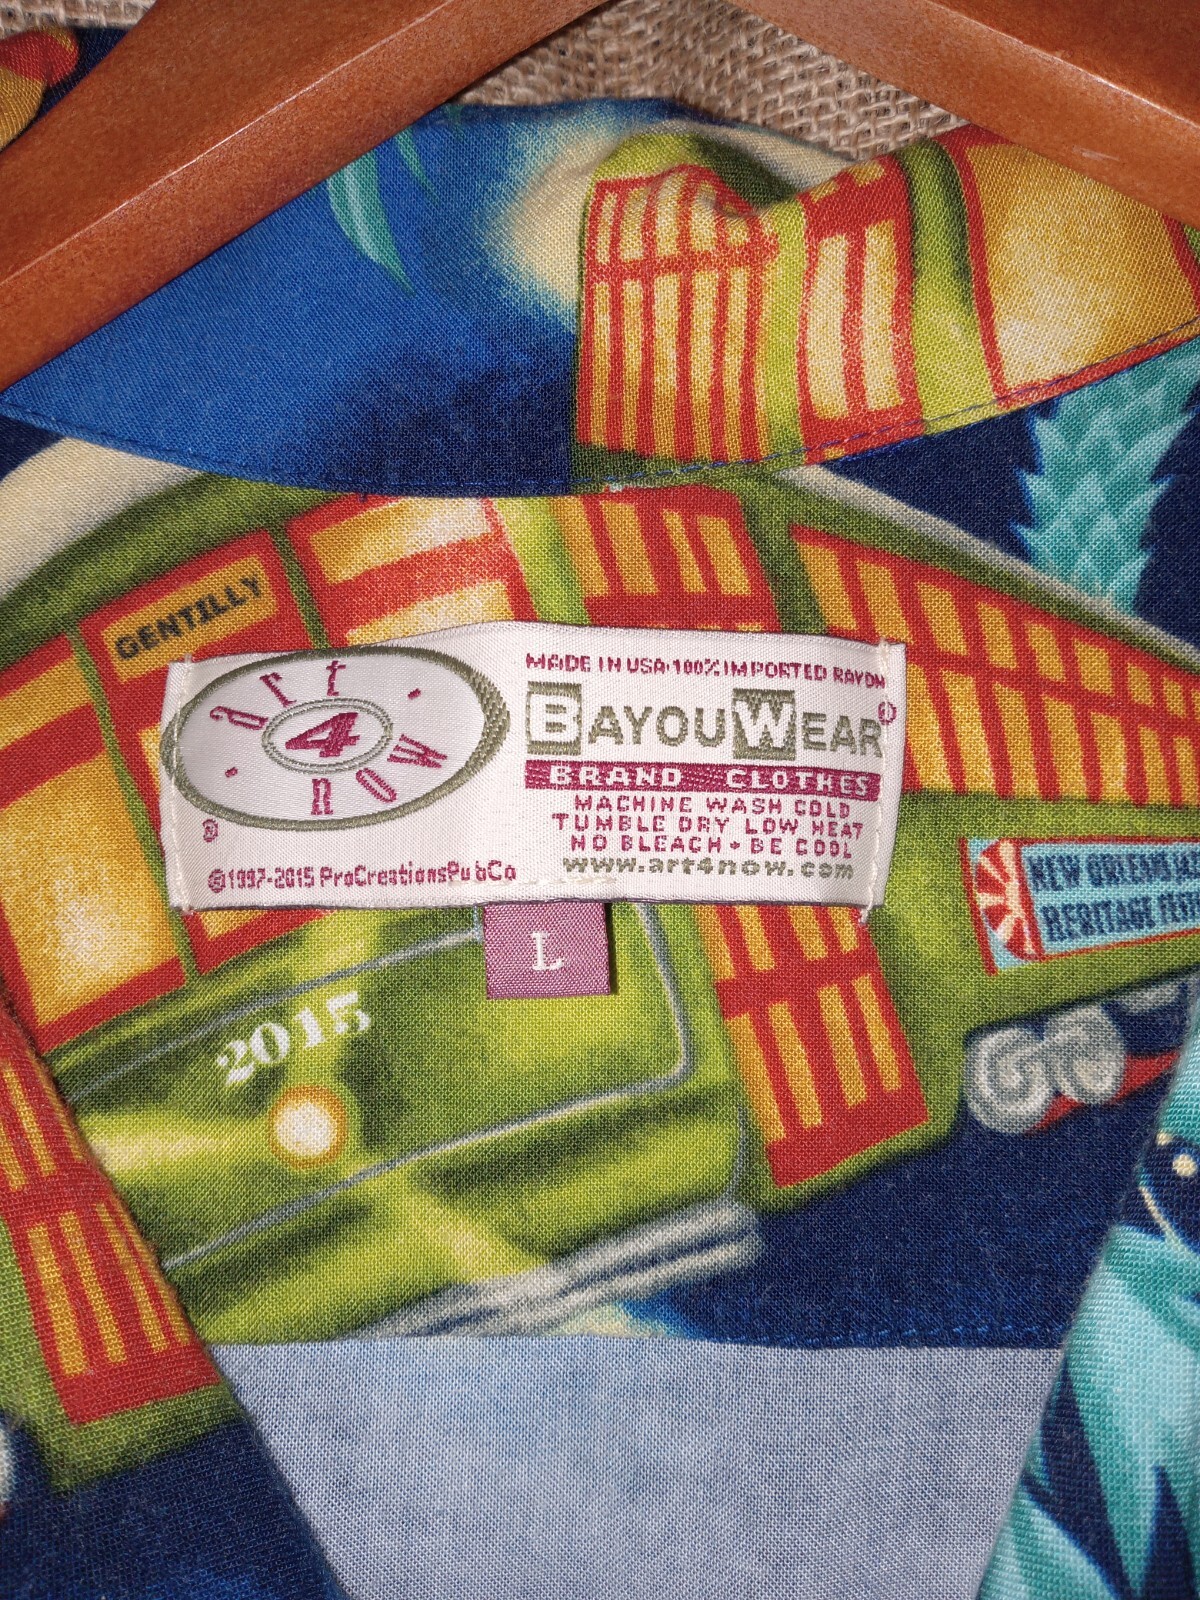 GENTILLY
Art 4 Now
®
©1997-2015 ProCreationsPubCo
MADE IN USA·100% IMPORTED RAYON
BAYOUWEAR®
BRAND CLOTHES
MACHINE WASH COLD
TUMBLE DRY LOW HEAT
NO BLEACH • BE COOL
www.art4now.com
L
2015
NEW ORLEANS
HERITAGE